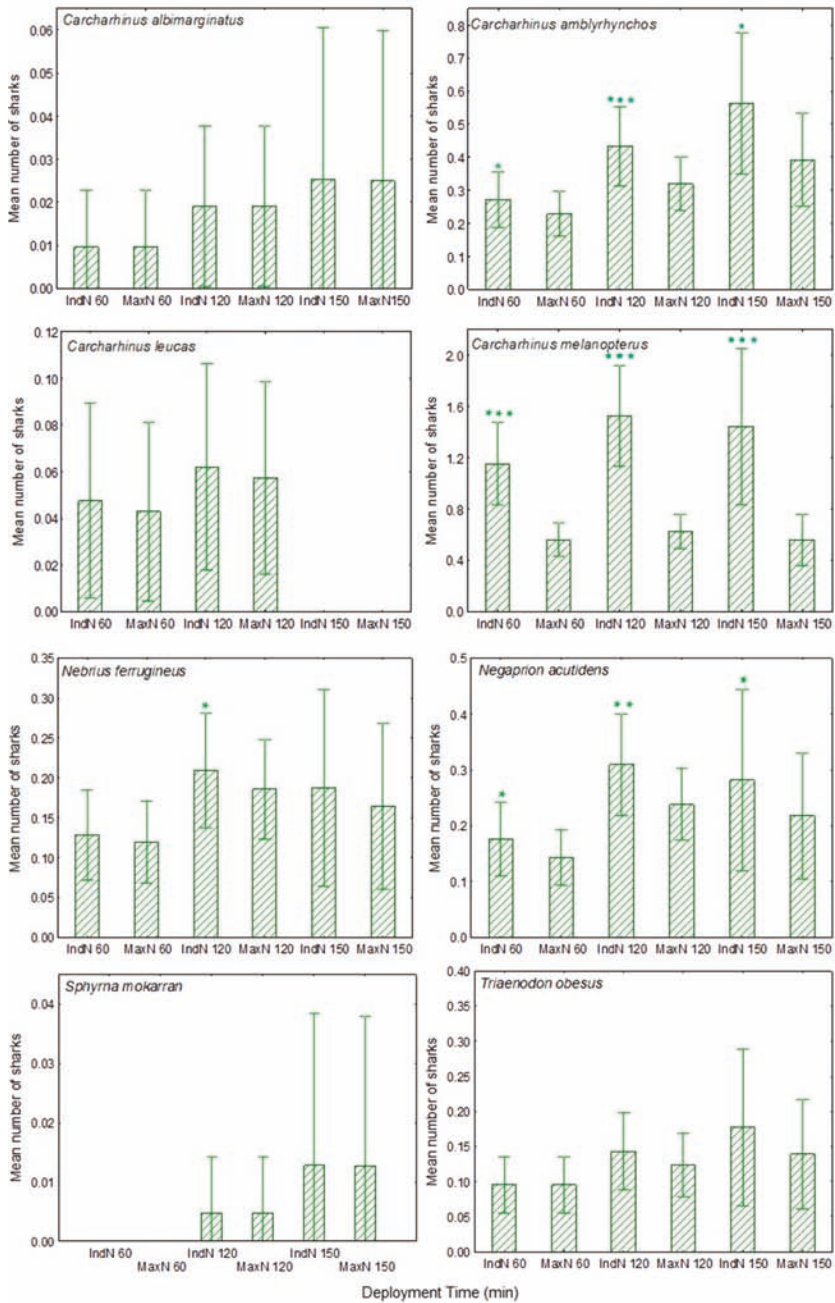 Carcharhinus albimarginatus
Mean number of sharks
0.06
0.05
0.04
0.03
0.02
0.01
0.00
IndN 60 MaxN 60 IndN 120 MaxN 120 IndN 150 MaxN150
Carcharhinus amblyrhynchos
Mean number of sharks
0.8
0.7
0.6
0.5
0.4
0.3
0.2
0.1
0.0
*
***
*
IndN 60 MaxN 60 IndN 120 MaxN 120 IndN 150 MaxN 150
Carcharhinus leucas
Mean number of sharks
0.12
0.10
0.08
0.06
0.04
0.02
0.00
IndN 60 MaxN 60 IndN 120 MaxN 120 IndN 150 MaxN 150
Carcharhinus melanopterus
Mean number of sharks
2.0
1.6
1.2
0.8
0.4
0.0
***
***
***
IndN 60 MaxN 60 IndN 120 MaxN 120 IndN 150 MaxN 150
Nebrius ferrugineus
Mean number of sharks
0.35
0.30
0.25
0.20
0.15
0.10
0.05
0.00
*
IndN 60 MaxN 60 IndN 120 MaxN 120 IndN 150 MaxN 150
Negaprion acutidens
Mean number of sharks
0.5
0.4
0.3
0.2
0.1
0.0
*
**
*
IndN 60 MaxN 60 IndN 120 MaxN 120 IndN 150 MaxN 150
Sphyrna mokarran
Mean number of sharks
0.04
0.03
0.02
0.01
0.00
IndN 60 IndN 120 IndN 150
MaxN 60 MaxN 120 MaxN 150
Triaenodon obesus
Mean number of sharks
0.40
0.35
0.30
0.25
0.20
0.15
0.10
0.05
0.00
IndN 60 MaxN 60 IndN 120 MaxN 120 IndN 150 MaxN 150
Deployment Time (min)